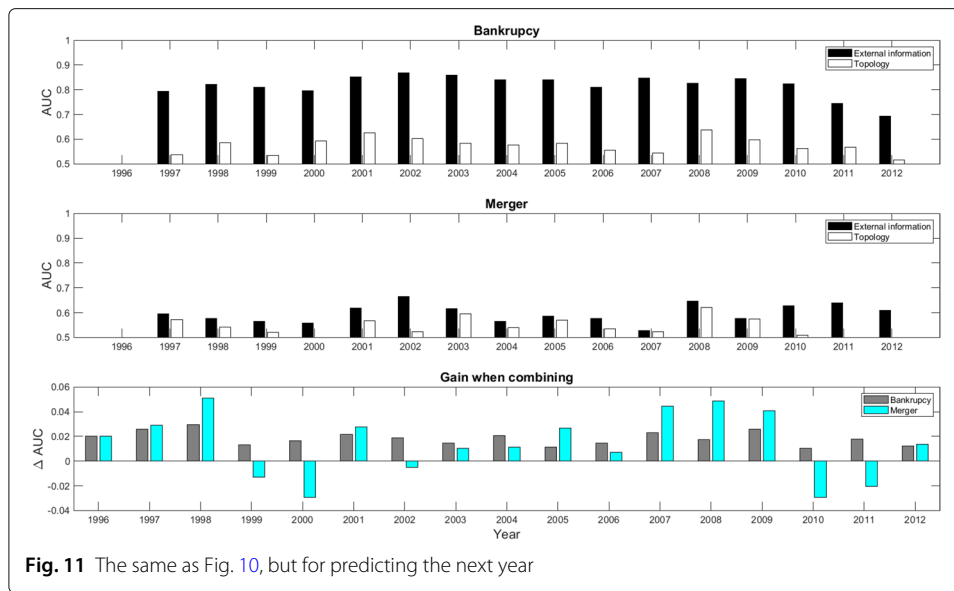 Bankrupcy
1
0.9
0.8
0.7
0.6
0.5
AUC
External information
Topology
1996 1997 1998 1999 2000 2001 2002 2003 2004 2005 2006 2007 2008 2009 2010 2011 2012
Merger
1
0.9
0.8
0.7
0.6
0.5
AUC
External information
Topology
1996 1997 1998 1999 2000 2001 2002 2003 2004 2005 2006 2007 2008 2009 2010 2011 2012
Gain when combining
0.06
0.04
0.02
0
-0.02
-0.04
Δ AUC
Bankrupcy
Merger
1996 1997 1998 1999 2000 2001 2002 2003 2004 2005 2006 2007 2008 2009 2010 2011 2012
Year
Fig. 11 The same as Fig. 10, but for predicting the next year